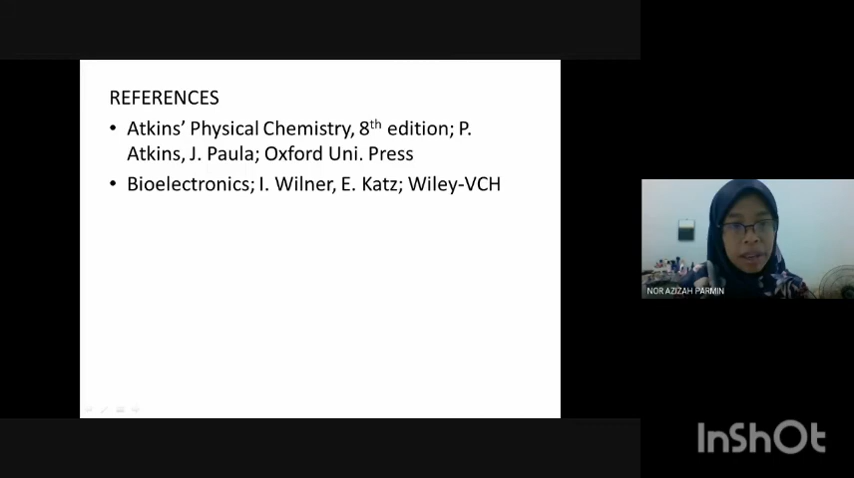 REFERENCES
• Atkins’ Physical Chemistry, 8th edition; P.
Atkins, J. Paula; Oxford Uni. Press
• Bioelectronics; I. Wilner, E. Katz; Wiley-VCH
NOR AZIZAH PARMIN
InShOt